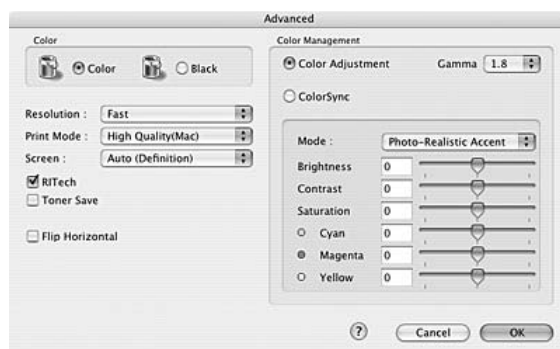 Advanced
Color
Color
Black
Resolution :
Fast
Print Mode :
High Quality(Mac)
Screen :
Auto (Definition)
RITech
Toner Save
Flip Horizontal
Color Management
Color Adjustment
Gamma
1.8
ColorSync
Mode :
Photo-Realistic Accent
Brightness
0
Contrast
0
Saturation
0
Cyan
0
Magenta
0
Yellow
0
?
Cancel
OK